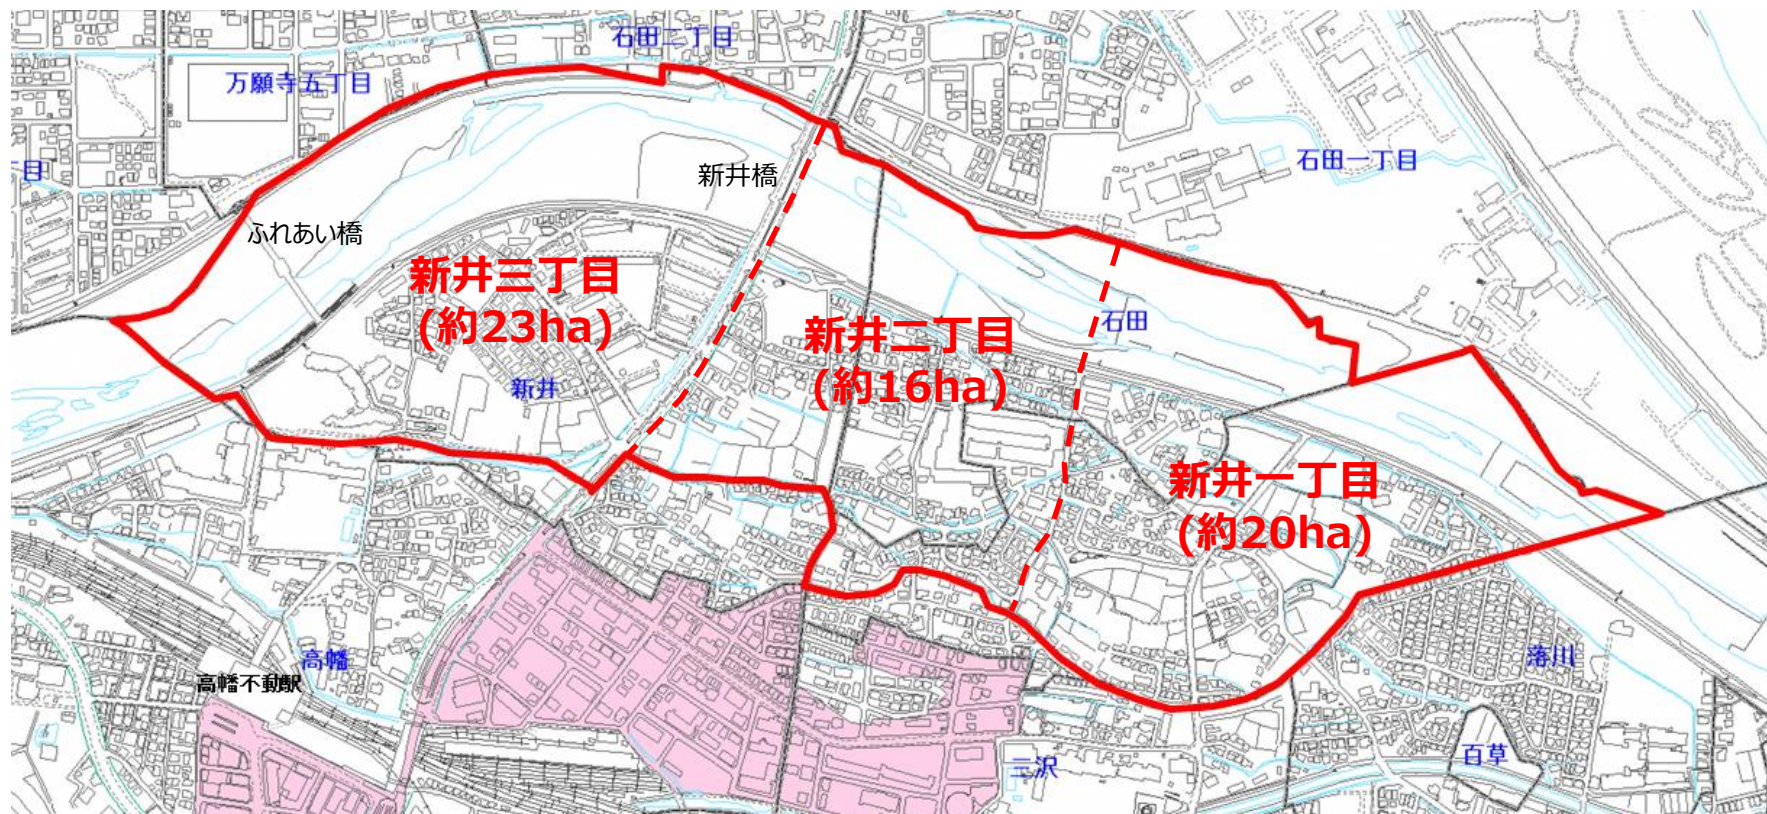 石田二丁目
万願寺五丁目
石田一丁目
目
新井橋
ふれあい橋
新井三丁目
(約23ha)
新井二丁目
(約16ha)
石田
新井
新井一丁目
(約20ha)
高幡
高幡不動駅
落川
百草
三沢